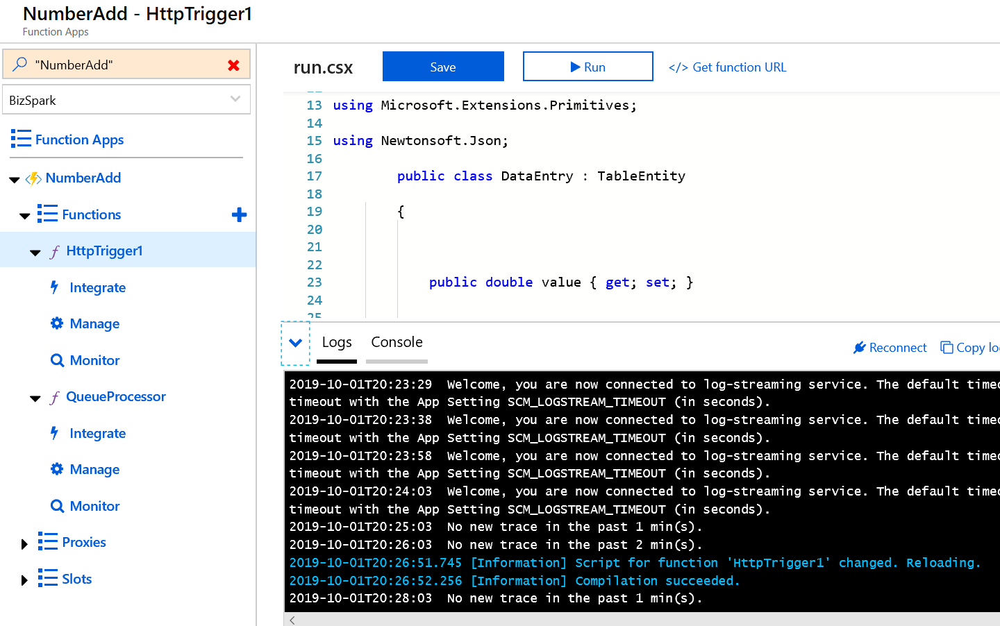 NumberAdd - HttpTrigger1
Function Apps
"NumberAdd"
BizSpark
Function Apps
NumberAdd
Functions
HttpTrigger1
Integrate
Manage
Monitor
QueueProcessor
Integrate
Manage
Monitor
Proxies
Slots
run.csx
Save
Run
</> Get function URL
13 using Microsoft.Extensions.Primitives;
14
15 using Newtonsoft.Json;
16
17 public class DataEntry : TableEntity
18
19 {
20
21
22
23 public double value { get; set; }
24
25
Logs
Console
Reconnect
Copy lo
2019-10-01T20:23:29 Welcome, you are now connected to log-streaming service. The default timeo
timeout with the App Setting SCM_LOGSTREAM_TIMEOUT (in seconds).
2019-10-01T20:23:38 Welcome, you are now connected to log-streaming service. The default timeo
timeout with the App Setting SCM_LOGSTREAM_TIMEOUT (in seconds).
2019-10-01T20:23:58 Welcome, you are now connected to log-streaming service. The default timeo
timeout with the App Setting SCM_LOGSTREAM_TIMEOUT (in seconds).
2019-10-01T20:24:03 Welcome, you are now connected to log-streaming service. The default timeo
timeout with the App Setting SCM_LOGSTREAM_TIMEOUT (in seconds).
2019-10-01T20:25:03 No new trace in the past 1 min(s).
2019-10-01T20:26:03 No new trace in the past 2 min(s).
2019-10-01T20:26:51.745 [Information] Script for function 'HttpTrigger1' changed. Reloading.
2019-10-01T20:26:52.256 [Information] Compilation succeeded.
2019-10-01T20:28:03 No new trace in the past 1 min(s).